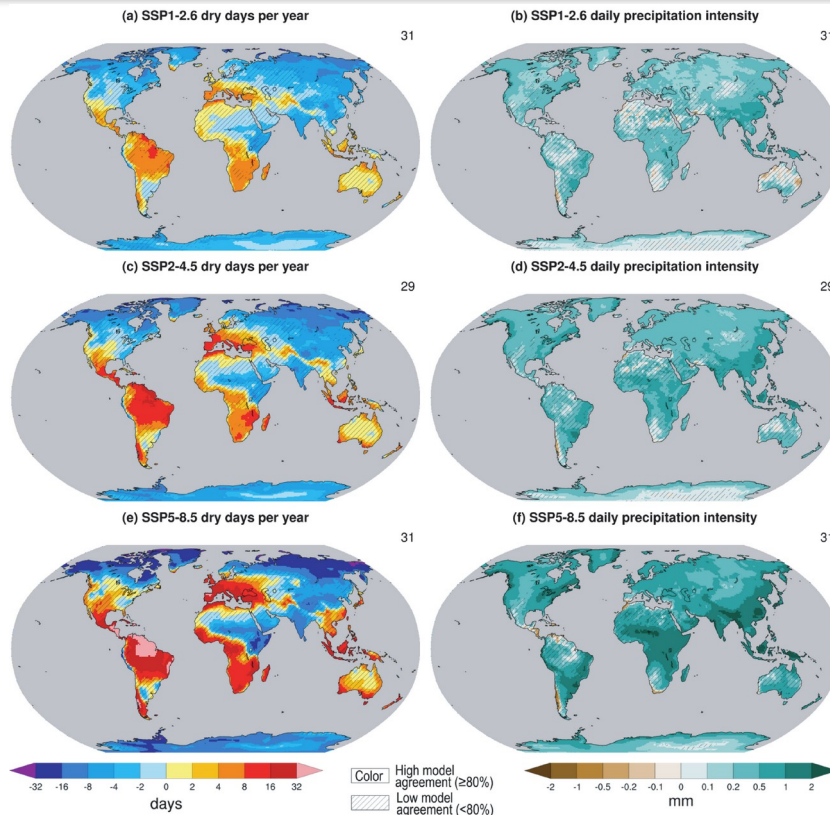 (a) SSP1-2.6 dry days per year
31
(b) SSP1-2.6 daily precipitation intensity
31
(c) SSP2-4.5 dry days per year
29
(d) SSP2-4.5 daily precipitation intensity
29
(e) SSP5-8.5 dry days per year
31
(f) SSP5-8.5 daily precipitation intensity
31
-32 -16 -8 -4 -2 0 2 4 8 16 32
days
Color
High model
agreement (≥80%)
Low model
agreement (<80%)
-2 -1 -0.5 -0.2 -0.1 0 0.1 0.2 0.5 1 2
mm